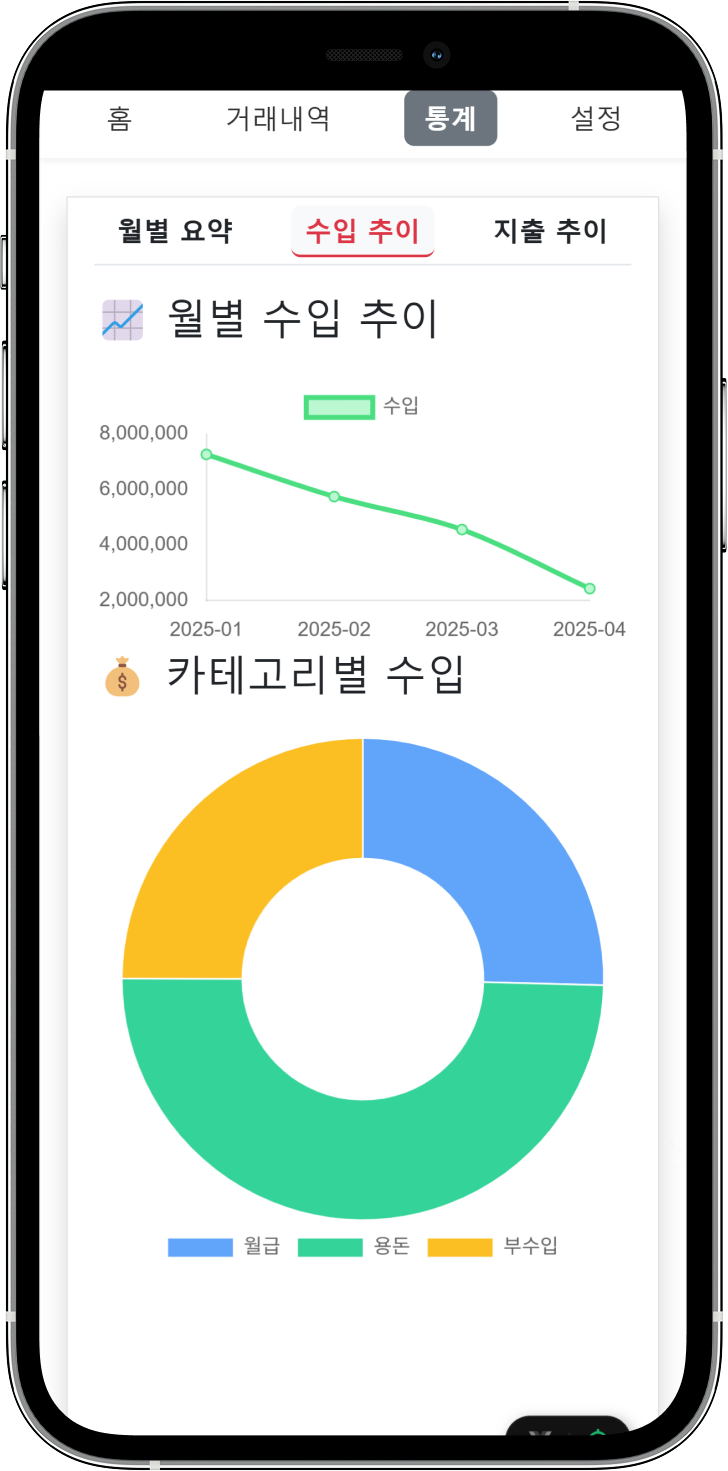 홈 거래내역 통계 설정
월별 요약 수입 추이 지출 추이
월별 수입 추이
수입
8,000,000
6,000,000
4,000,000
2,000,000
2025-01 2025-02 2025-03 2025-04
카테고리별 수입
월급 용돈 부수입